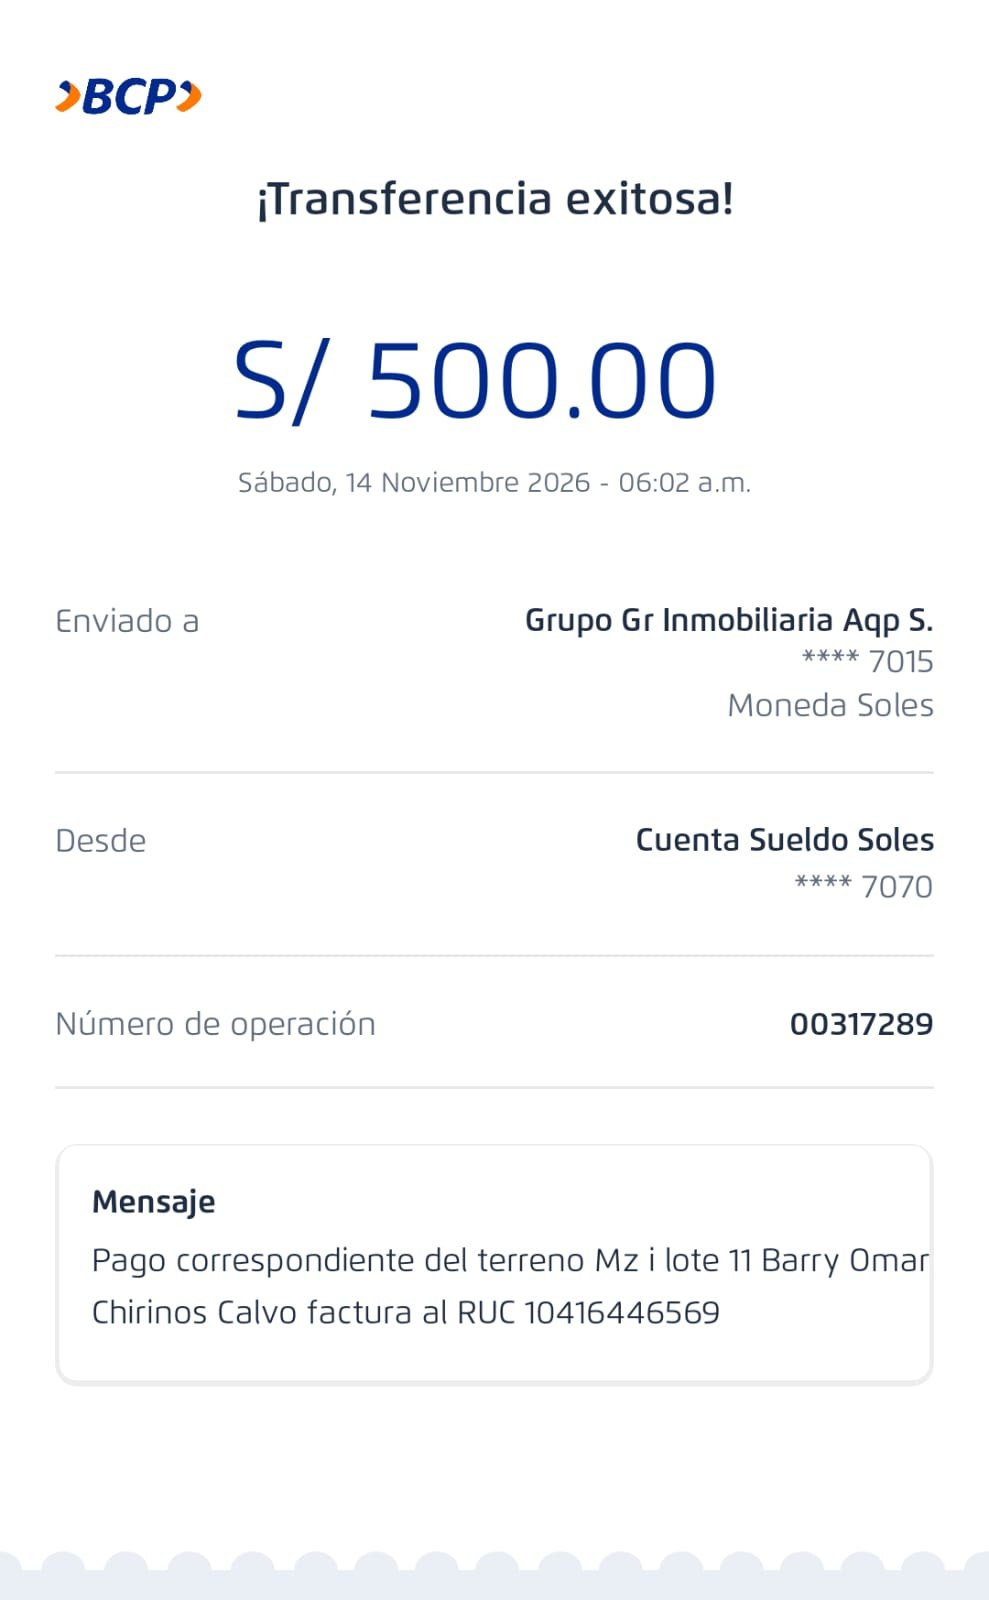 BCP
¡Transferencia exitosa!
S/ 500.00
Sábado, 14 Noviembre 2026 - 06:02 a.m.
Enviado a
Grupo Gr Inmobiliaria Aqp S.
**** 7015
Moneda Soles
Desde
Cuenta Sueldo Soles
**** 7070
Número de operación
00317289
Mensaje
Pago correspondiente del terreno Mz i lote 11 Barry Omar
Chirinos Calvo factura al RUC 10416446569